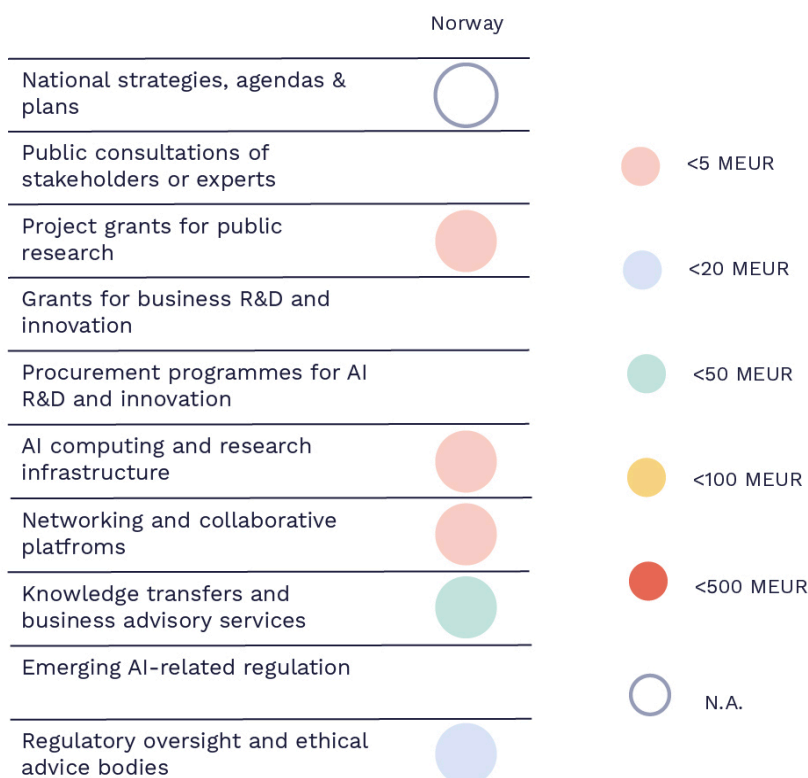 Norway
National strategies, agendas &
plans
Public consultations of
stakeholders or experts
Project grants for public
research
Grants for business R&D and
innovation
Procurement programmes for AI
R&D and innovation
AI computing and research
infrastructure
Networking and collaborative
platfroms
Knowledge transfers and
business advisory services
Emerging AI-related regulation
Regulatory oversight and ethical
advice bodies
<5 MEUR
<20 MEUR
<50 MEUR
<100 MEUR
<500 MEUR
N.A.